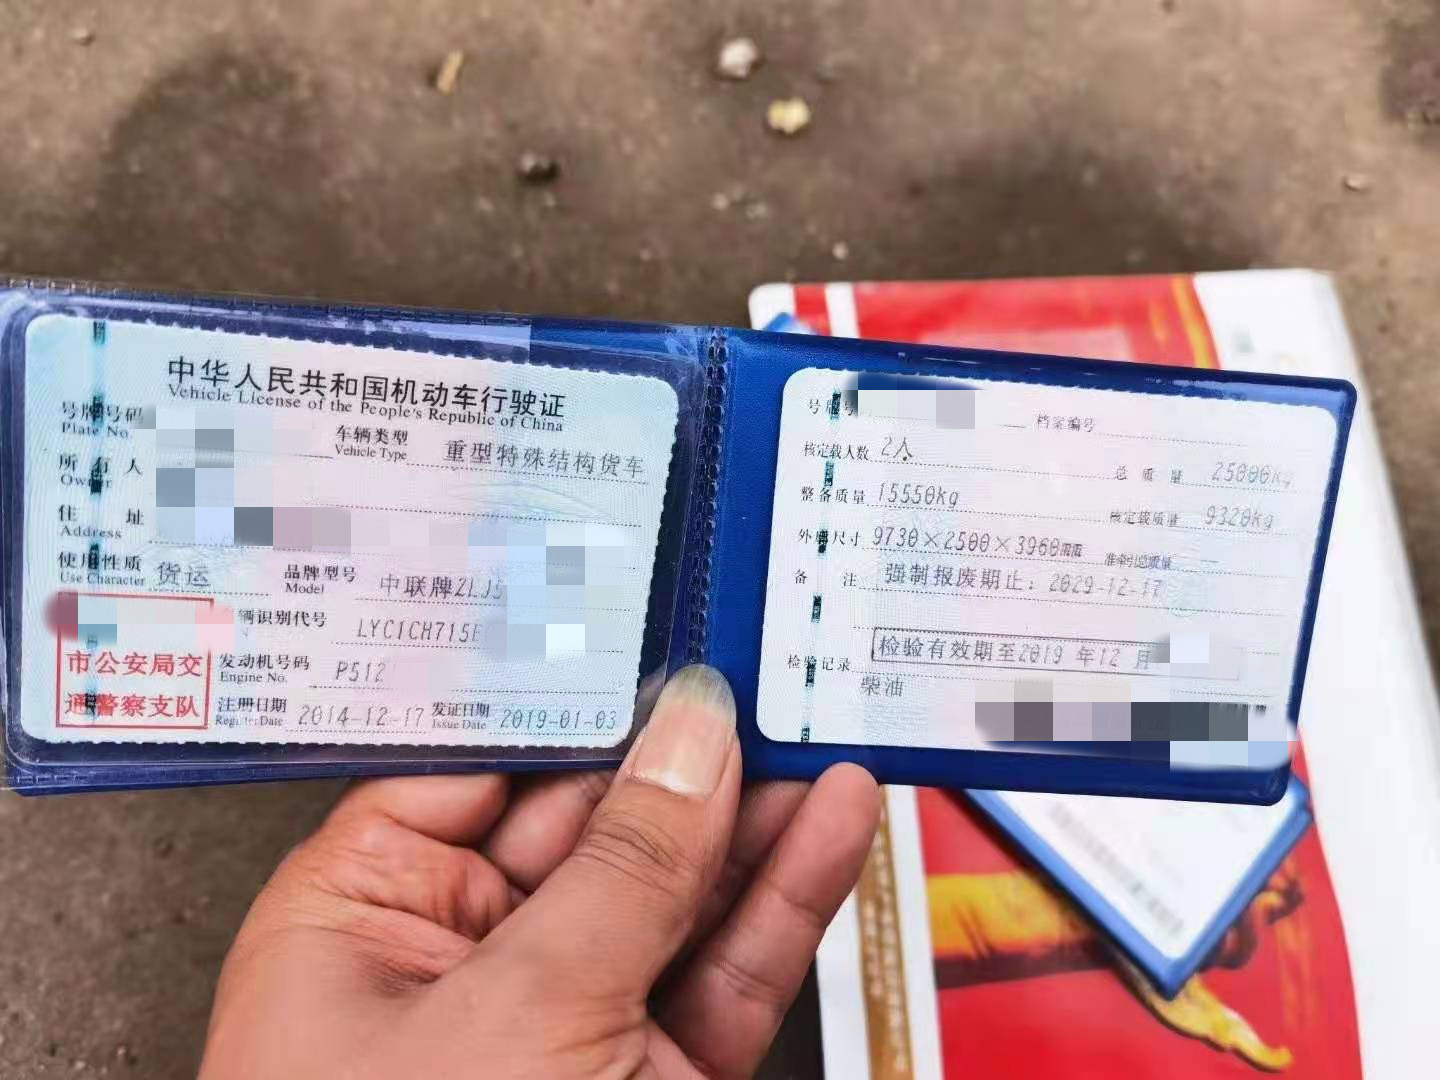 中华人民共和国机动车行驶证
Vehicle License of the People's Republic of China
号牌号码
Plate No.
车辆类型 重型特殊结构货车
Vehicle Type
所有人
Owner
住址
Address
使用性质 货运
Use Character
品牌型号 中联牌ZLJ5
Model
辆识别代号 LYC1CH715E
发动机号码 P512
Engine No.
注册日期 2014-12-17
Register Date
发证日期 2019-01-03
Issue Date
市公安局交
通警察支队
号牌号
档案编号
核定载人数 2人
总质量 25000kg
整备质量 15550kg
核定载质量 9320kg
外廓尺寸 9730×2500×3960mm
准牵引总质量 --
备注 强制报废期止：2029-12-17
检验记录 检验有效期至2019年12月
柴油